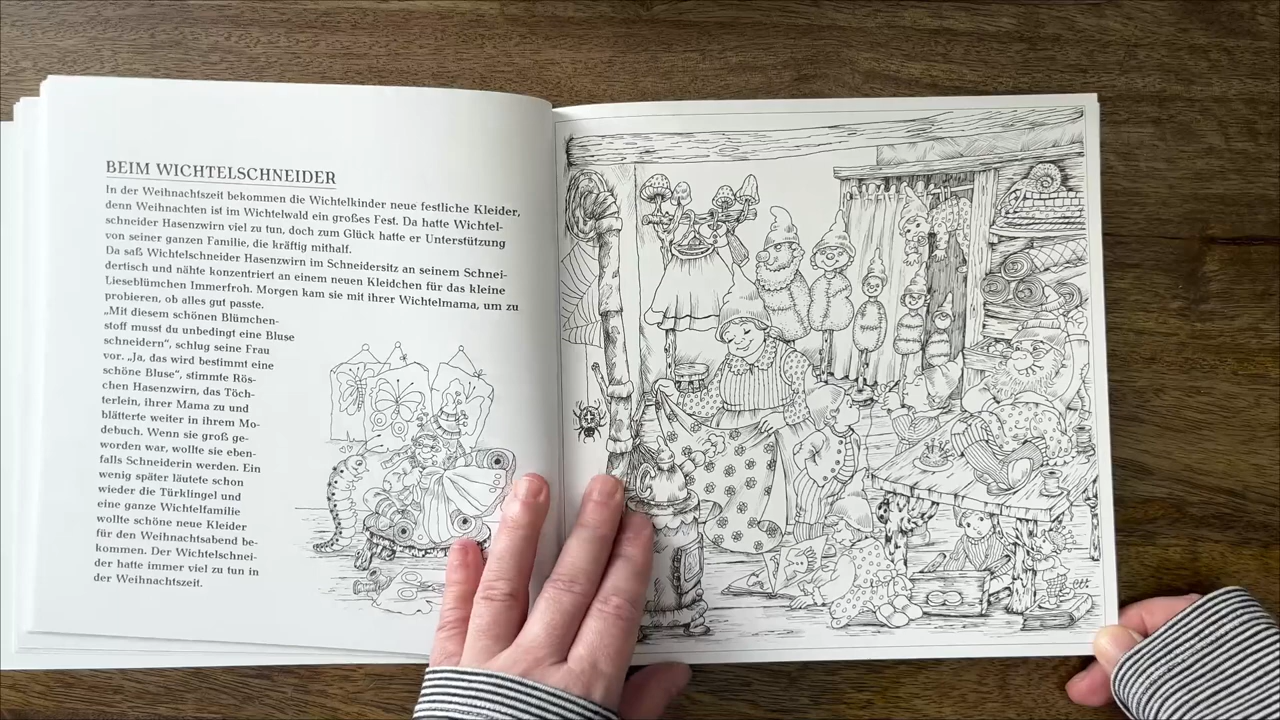 BEIM WICHTELSCHNEIDER
In der Weihnachtszeit bekommen die Wichtelkinder neue festliche Kleider,
denn Weihnachten ist im Wichtelwald ein großes Fest. Da hatte Wichtel-
schneider Hasenzwirn viel zu tun, doch zum Glück hatte er Unterstützung
von seiner ganzen Familie, die kräftig mithalf.
Da saß Wichtelschneider Hasenzwirn im Schneidersitz an seinem Schnei-
dertisch und nähte konzentriert an einem neuen Kleidchen für das kleine
Lieseblümchen Immerfroh. Morgen kam sie mit ihrer Wichtelmama, um zu
probieren, ob alles gut passte.
„Mit diesem schönen Blümchen-
stoff musst du unbedingt eine Bluse
schneidern“, schlug seine Frau
vor. „Ja, das wird bestimmt eine
schöne Bluse“, stimmte Rös-
chen Hasenzwirn, das Töch-
terlein, ihrer Mama zu und
blätterte weiter in ihrem Mo-
debuch. Wenn sie groß ge-
worden war, wollte sie eben-
falls Schneiderin werden. Ein
wenig später läutete schon
wieder die Türklingel und
eine ganze Wichtelfamilie
wollte schöne neue Kleider
für den Weihnachtsabend be-
kommen. Der Wichtelschnei-
der hatte immer viel zu tun in
der Weihnachtszeit.